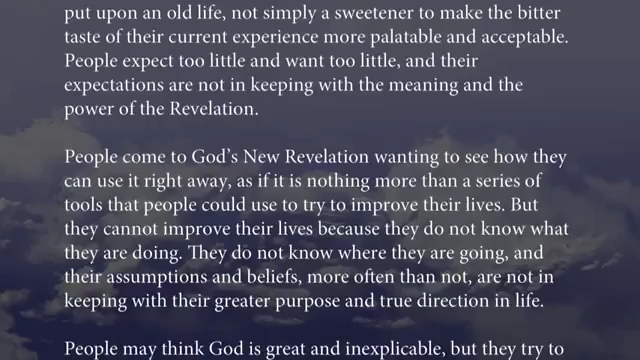 put upon an old life, not simply a sweetener to make the bitter
taste of their current experience more palatable and acceptable.
People expect too little and want too little, and their
expectations are not in keeping with the meaning and the
power of the Revelation.
People come to God’s New Revelation wanting to see how they
can use it right away, as if it is nothing more than a series of
tools that people could use to try to improve their lives. But
they cannot improve their lives because they do not know what
they are doing. They do not know where they are going, and
their assumptions and beliefs, more often than not, are not in
keeping with their greater purpose and true direction in life.
People may think God is great and inexplicable, but they try to